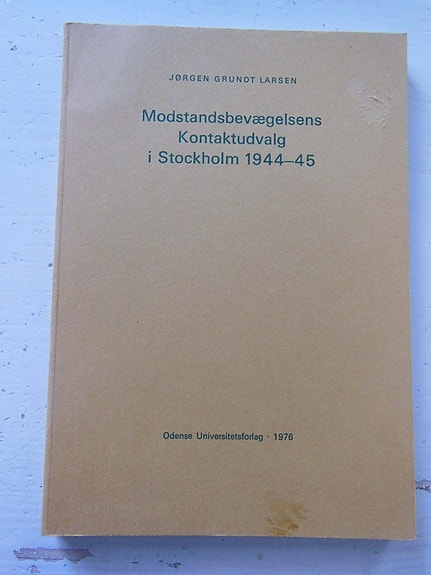 JØRGEN GRUNDT LARSEN
Modstandsbevægelsens
Kontaktudvalg
i Stockholm 1944–45
Odense Universitetsforlag · 1976